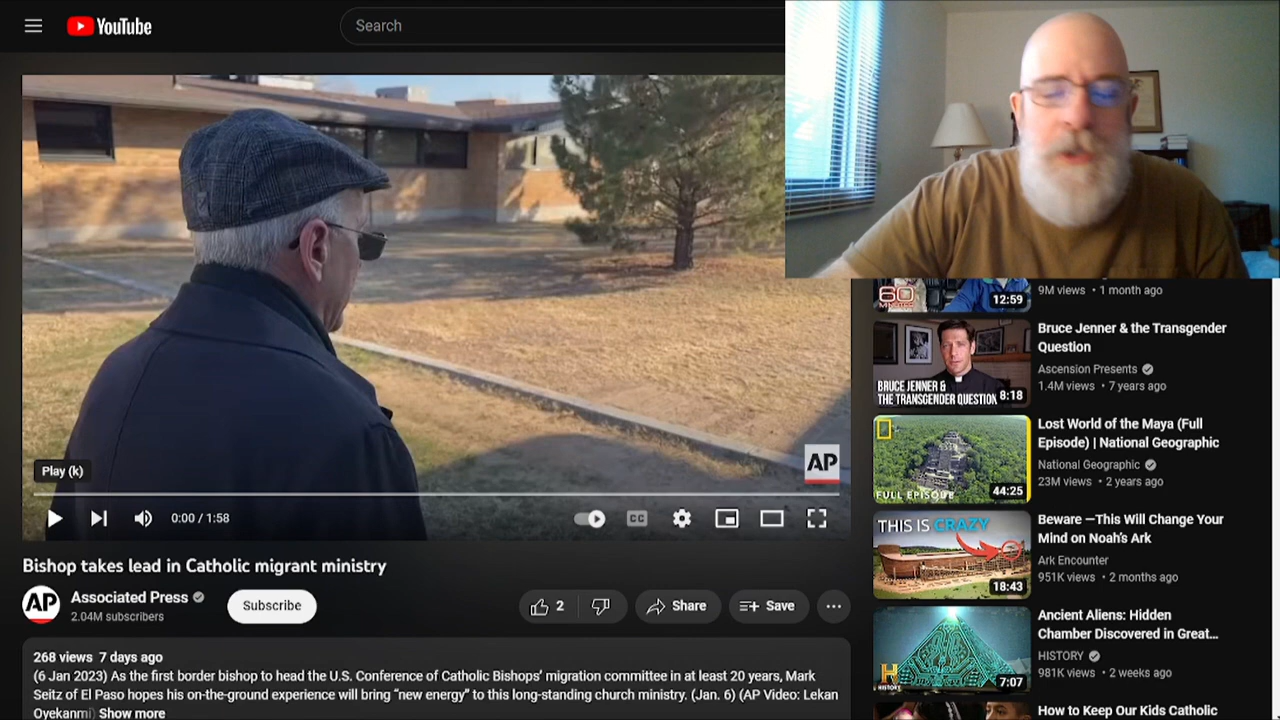 YouTube
Search
AP
Play (k)
0:00 / 1:58
CC
Bishop takes lead in Catholic migrant ministry
AP
Associated Press
2.04M subscribers
Subscribe
2
Share
Save
268 views 7 days ago
(6 Jan 2023) As the first border bishop to head the U.S. Conference of Catholic Bishops' migration committee in at least 20 years, Mark
Seitz of El Paso hopes his on-the-ground experience will bring “new energy” to this long-standing church ministry. (Jan. 6) (AP Video: Lekan
Oyekanmi) Show more
60
MINUTES
12:59
9M views • 1 month ago
BRUCE JENNER &
THE TRANSGENDER QUESTION
8:18
Bruce Jenner & the Transgender
Question
Ascension Presents
1.4M views • 7 years ago
FULL EPISODE
44:25
Lost World of the Maya (Full
Episode) | National Geographic
National Geographic
23M views • 2 years ago
THIS IS CRAZY
18:43
Beware —This Will Change Your
Mind on Noah's Ark
Ark Encounter
951K views • 2 months ago
H
HISTORY
7:07
Ancient Aliens: Hidden
Chamber Discovered in Great...
HISTORY
981K views • 2 weeks ago
How to Keep Our Kids Catholic